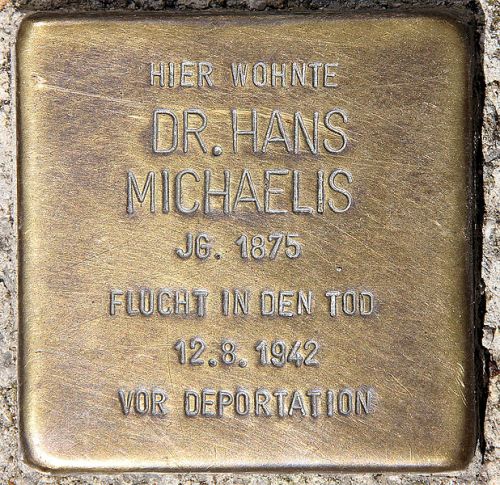 HIER WOHNTE
DR. HANS
MICHAELIS
JG. 1875
FLUCHT IN DEN TOD
12.8. 1942
VOR DEPORTATION